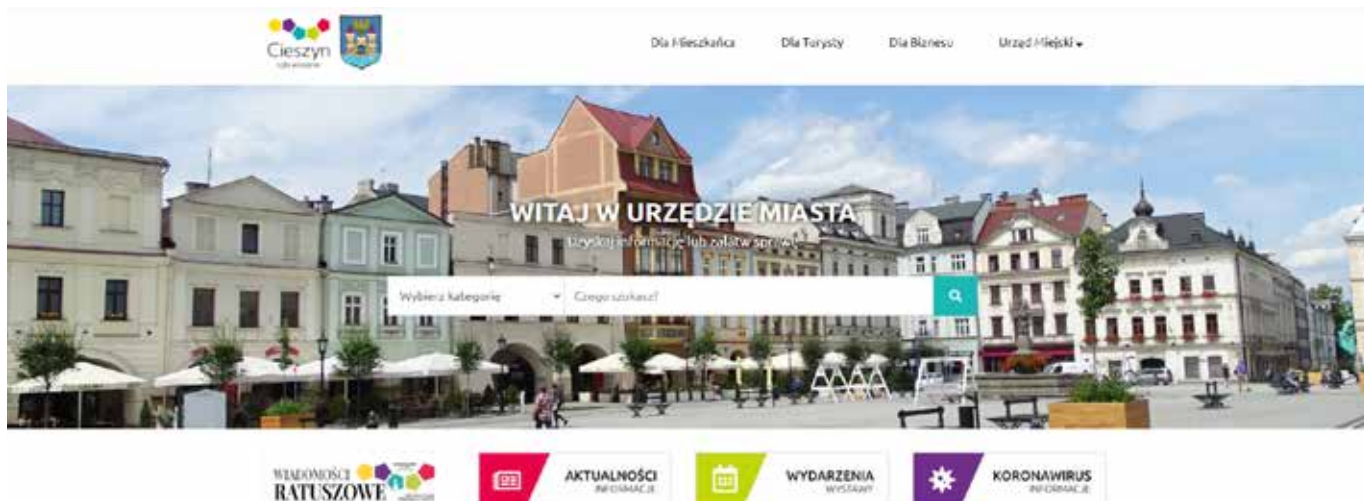 Cieszyn
Dla Mieszkańca
Dla Turysty
Dla Biznesu
Urząd Miejski
WITAJ W URZĘDZIE MIASTA
Uzyskaj informację lub załatw sprawę
Wybierz kategorię
Czego szukasz?
WIADOMOŚCI
RATUSZOWE
AKTUALNOŚCI
INFORMACJE
WYDARZENIA
WYSTAWY
KORONAWIRUS
INFORMACJE